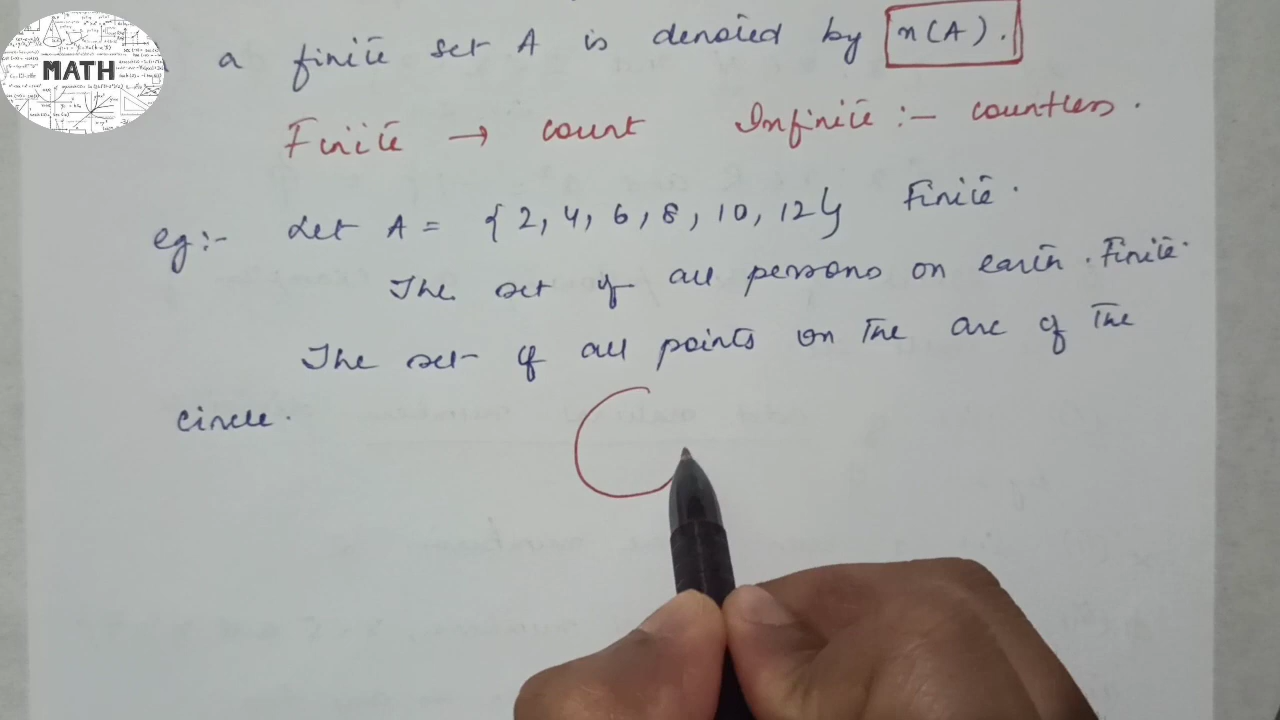 MATH
a finite set A is denoted by n(A).
Finite → count Infinite :- countless.
eg:- Let A = {2, 4, 6, 8, 10, 12} Finite.
The set of all persons on earth. Finite.
The set of all points on the arc of the
circle.